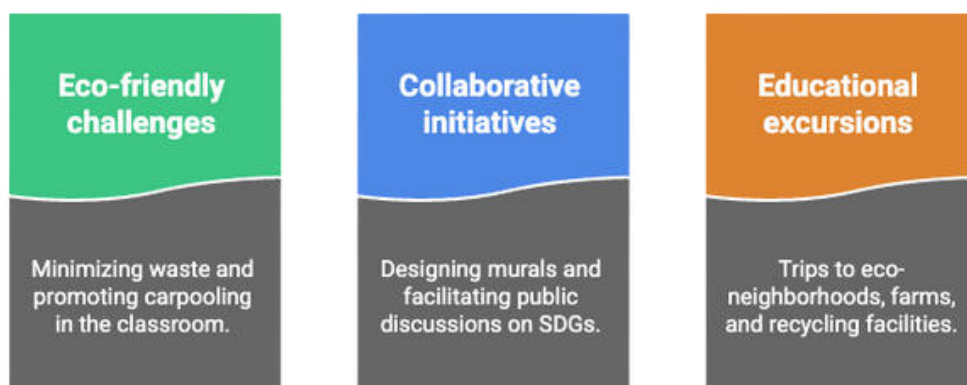 Eco-friendly
challenges
Minimizing waste and
promoting carpooling
in the classroom.
Collaborative
initiatives
Designing murals and
facilitating public
discussions on SDGs.
Educational
excursions
Trips to eco-
neighborhoods, farms,
and recycling facilities.